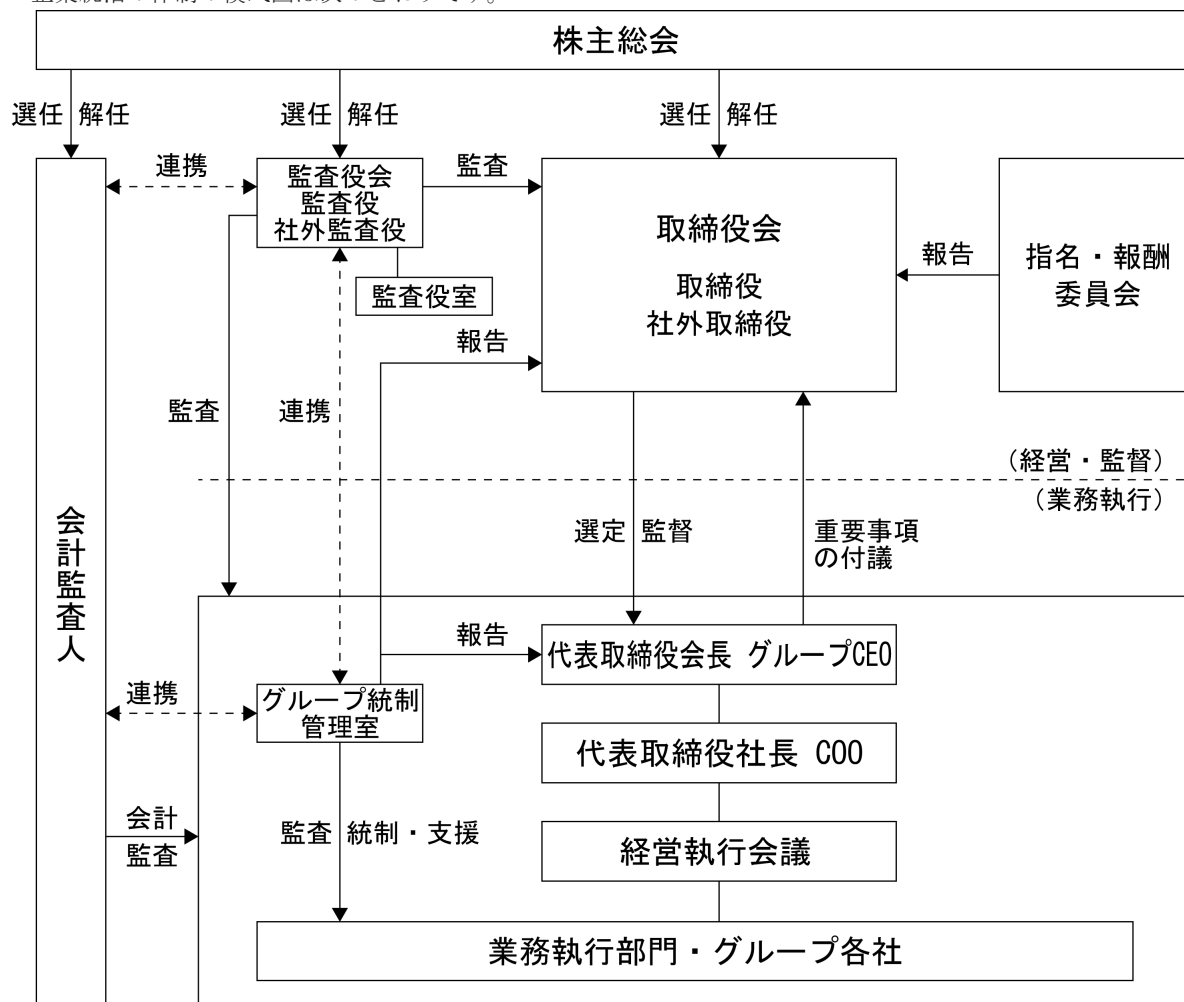 株主総会
選任 解任
選任 解任
選任 解任
連携
監査役会
監査役
社外監査役
監査
監査役室
取締役会
取締役
社外取締役
報告
指名・報酬
委員会
報告
監査
連携
(経営・監督)
(業務執行)
選定 監督
重要事項
の付議
会計監査人
報告
代表取締役会長 グループCEO
連携
グループ統制
管理室
代表取締役社長 COO
会計
監査
監査 統制・支援
経営執行会議
業務執行部門・グループ各社